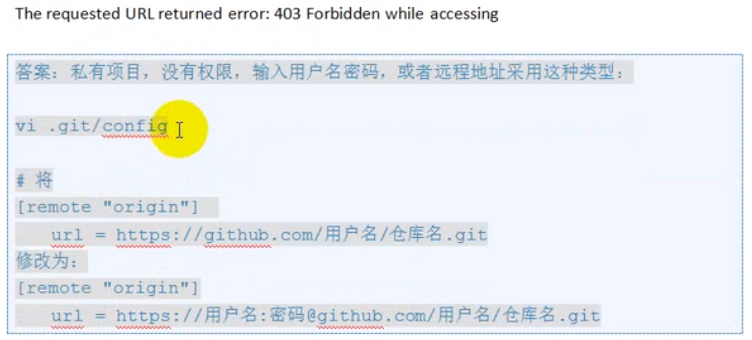 The requested URL returned error: 403 Forbidden while accessing
答案：私有项目，没有权限，输入用户名密码，或者远程地址采用这种类型：
vi .git/config
# 将
[remote "origin"]
url = https://github.com/用户名/仓库名.git
修改为：
[remote "origin"]
url = https://用户名:密码@github.com/用户名/仓库名.git